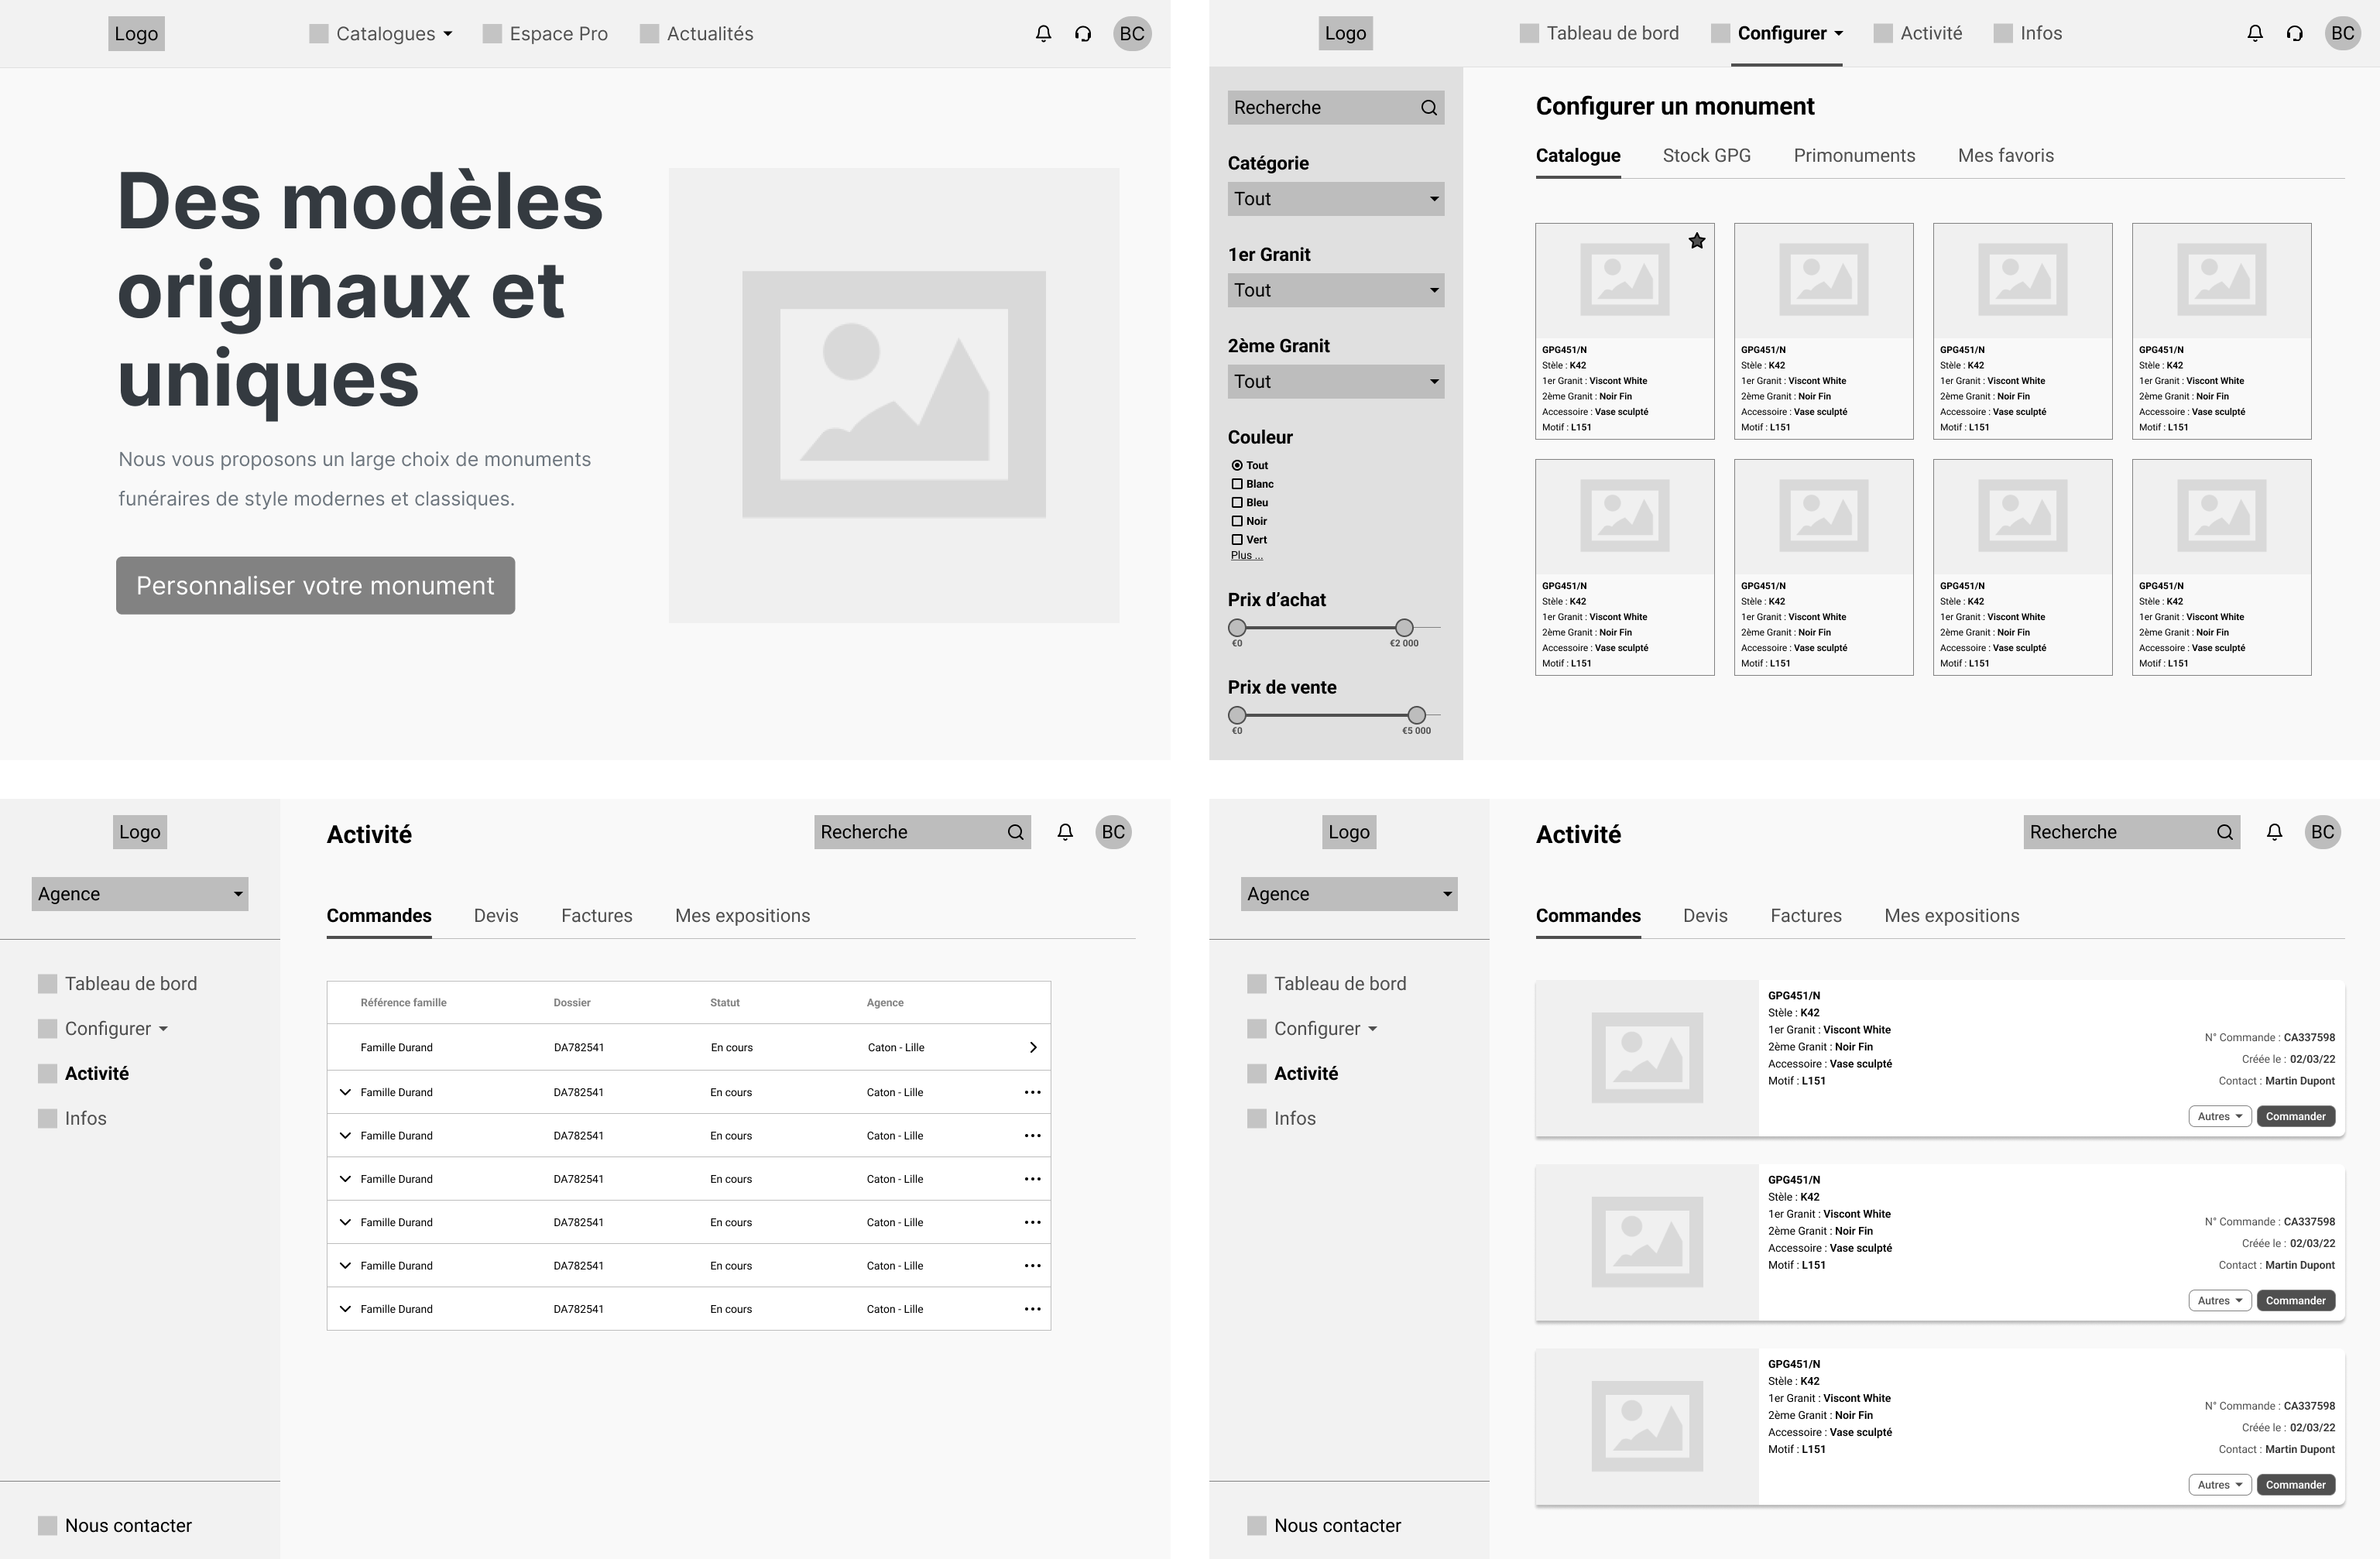 Logo
Catalogues
Espace Pro
Actualités
BC
Des modèles
originaux et
uniques
Nous vous proposons un large choix de monuments
funéraires de style modernes et classiques.
Personnaliser votre monument
Logo
Tableau de bord
Configurer
Activité
Infos
BC
Recherche
Catégorie
Tout
1er Granit
Tout
2ème Granit
Tout
Couleur
Tout
Blanc
Bleu
Noir
Vert
Plus ...
Prix d’achat
€0
€2 000
Prix de vente
€0
€5 000
Configurer un monument
Catalogue
Stock GPG
Primonuments
Mes favoris
GPG451/N
Stèle : K42
1er Granit : Viscont White
2ème Granit : Noir Fin
Accessoire : Vase sculpté
Motif : L151
GPG451/N
Stèle : K42
1er Granit : Viscont White
2ème Granit : Noir Fin
Accessoire : Vase sculpté
Motif : L151
GPG451/N
Stèle : K42
1er Granit : Viscont White
2ème Granit : Noir Fin
Accessoire : Vase sculpté
Motif : L151
GPG451/N
Stèle : K42
1er Granit : Viscont White
2ème Granit : Noir Fin
Accessoire : Vase sculpté
Motif : L151
GPG451/N
Stèle : K42
1er Granit : Viscont White
2ème Granit : Noir Fin
Accessoire : Vase sculpté
Motif : L151
GPG451/N
Stèle : K42
1er Granit : Viscont White
2ème Granit : Noir Fin
Accessoire : Vase sculpté
Motif : L151
GPG451/N
Stèle : K42
1er Granit : Viscont White
2ème Granit : Noir Fin
Accessoire : Vase sculpté
Motif : L151
GPG451/N
Stèle : K42
1er Granit : Viscont White
2ème Granit : Noir Fin
Accessoire : Vase sculpté
Motif : L151
Logo
Agence
Tableau de bord
Configurer
Activité
Infos
Nous contacter
Activité
Recherche
BC
Commandes
Devis
Factures
Mes expositions
Référence famille Dossier Statut Agence
Famille Durand DA782541 En cours Caton - Lille
Famille Durand DA782541 En cours Caton - Lille
Famille Durand DA782541 En cours Caton - Lille
Famille Durand DA782541 En cours Caton - Lille
Famille Durand DA782541 En cours Caton - Lille
Famille Durand DA782541 En cours Caton - Lille
Famille Durand DA782541 En cours Caton - Lille
Logo
Agence
Tableau de bord
Configurer
Activité
Infos
Nous contacter
Activité
Recherche
BC
Commandes
Devis
Factures
Mes expositions
GPG451/N
Stèle : K42
1er Granit : Viscont White
2ème Granit : Noir Fin
Accessoire : Vase sculpté
Motif : L151
N° Commande : CA337598
Créée le : 02/03/22
Contact : Martin Dupont
Autres
Commander
GPG451/N
Stèle : K42
1er Granit : Viscont White
2ème Granit : Noir Fin
Accessoire : Vase sculpté
Motif : L151
N° Commande : CA337598
Créée le : 02/03/22
Contact : Martin Dupont
Autres
Commander
GPG451/N
Stèle : K42
1er Granit : Viscont White
2ème Granit : Noir Fin
Accessoire : Vase sculpté
Motif : L151
N° Commande : CA337598
Créée le : 02/03/22
Contact : Martin Dupont
Autres
Commander